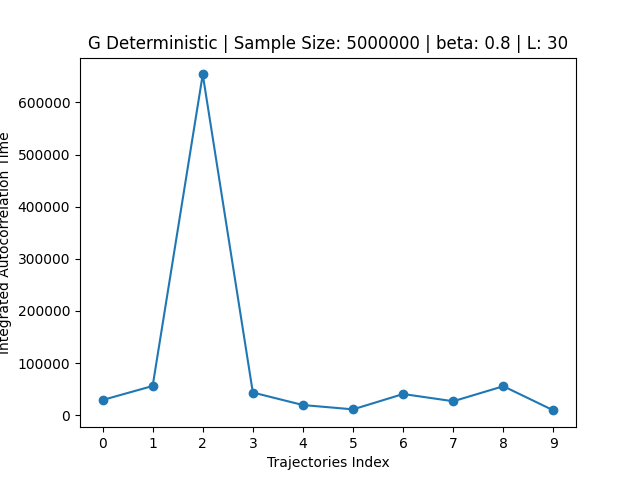 G Deterministic | Sample Size: 5000000 | beta: 0.8 | L: 30
600000
500000
400000
300000
200000
100000
0
Integrated Autocorrelation Time
0 1 2 3 4 5 6 7 8 9
Trajectories Index